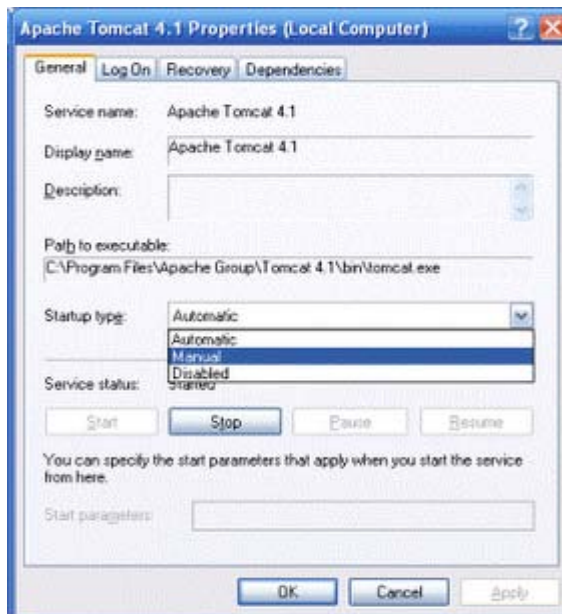 Apache Tomcat 4.1 Properties (Local Computer)
General Log On Recovery Dependencies
Service name: Apache Tomcat 4.1
Display name: Apache Tomcat 4.1
Description:
Path to executable:
C:\Program Files\Apache Group\Tomcat 4.1\bin\tomcat.exe
Startup type: Automatic
Automatic
Manual
Disabled
Service status: Started
Start Stop Pause Resume
You can specify the start parameters that apply when you start the service
from here.
Start parameters:
OK Cancel Apply